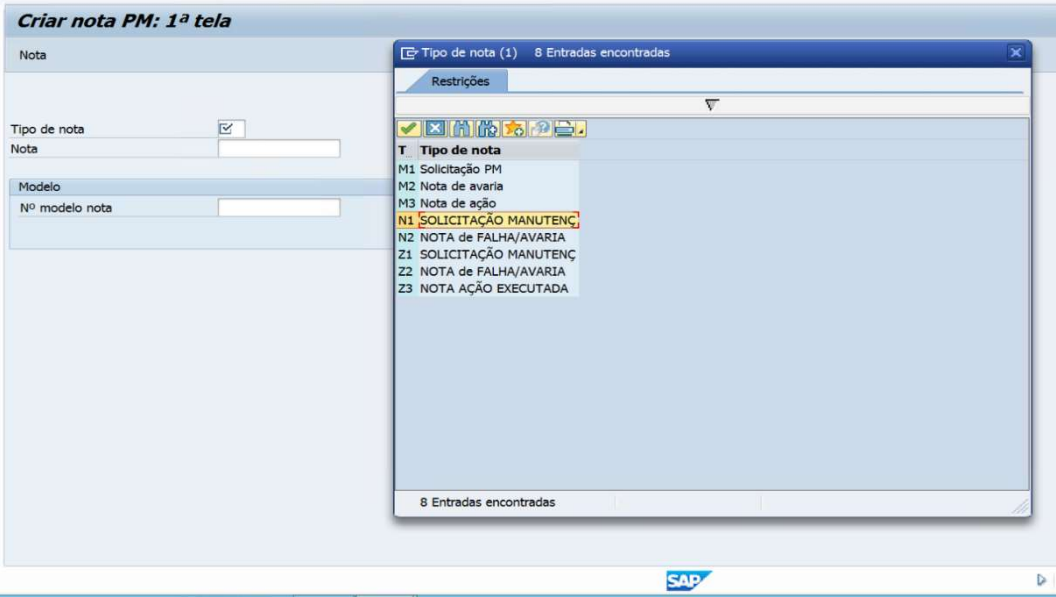 Criar nota PM: 1ª tela
Nota
Tipo de nota
Nota
Modelo
Nº modelo nota
Tipo de nota (1) 8 Entradas encontradas
Restrições
T.. Tipo de nota
M1 Solicitação PM
M2 Nota de avaria
M3 Nota de ação
N1 SOLICITAÇÃO MANUTENÇ
N2 NOTA de FALHA/AVARIA
Z1 SOLICITAÇÃO MANUTENÇ
Z2 NOTA de FALHA/AVARIA
Z3 NOTA AÇÃO EXECUTADA
8 Entradas encontradas
SAP